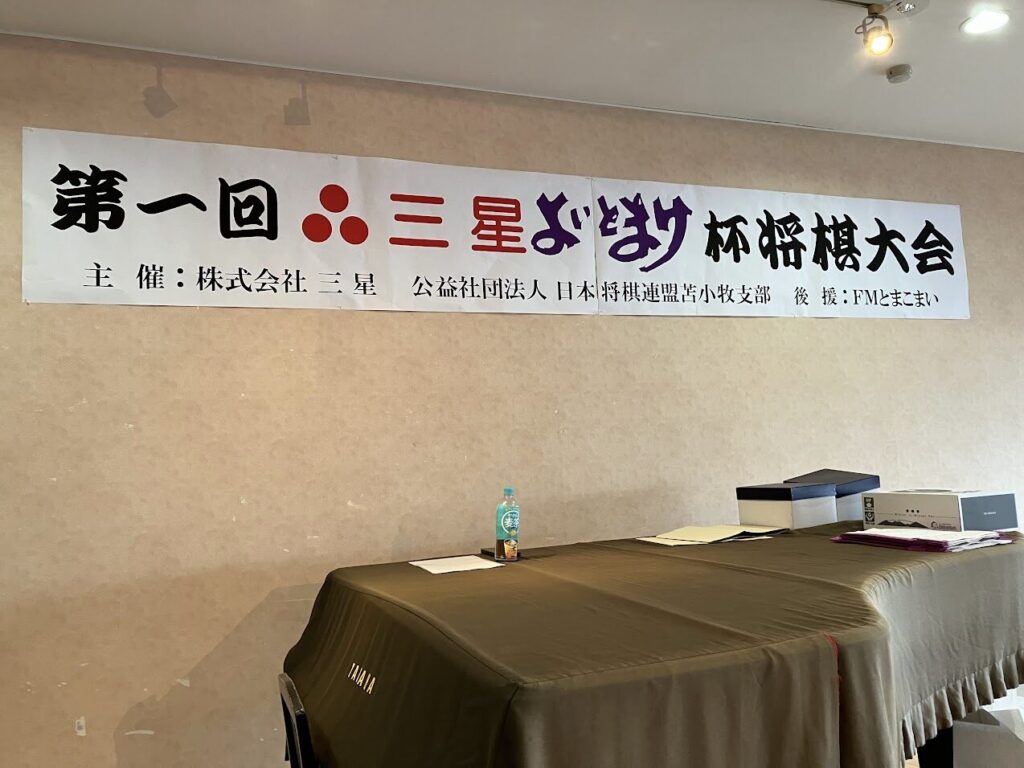 第一回 三星よいとまけ杯将棋大会
主 催：株式会社 三 星　公益社団法人 日本将棋連盟苫小牧支部　後 援：FMとまこまい
麦茶